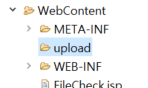 WebContent
META-INF
upload
WEB-INF
FileCheck.jsp